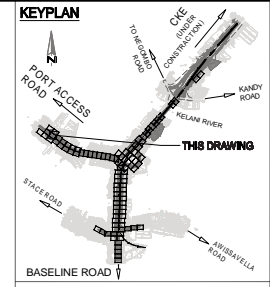 KEYPLAN
CKE
(UNDER
CONSTRACTION)
TO NEGOMBO
ROAD
N
PORT ACCESS
ROAD
KANDY
ROAD
KELANI RIVER
THIS DRAWING
STACE ROAD
AWISSAVELLA
ROAD
BASELINE ROAD